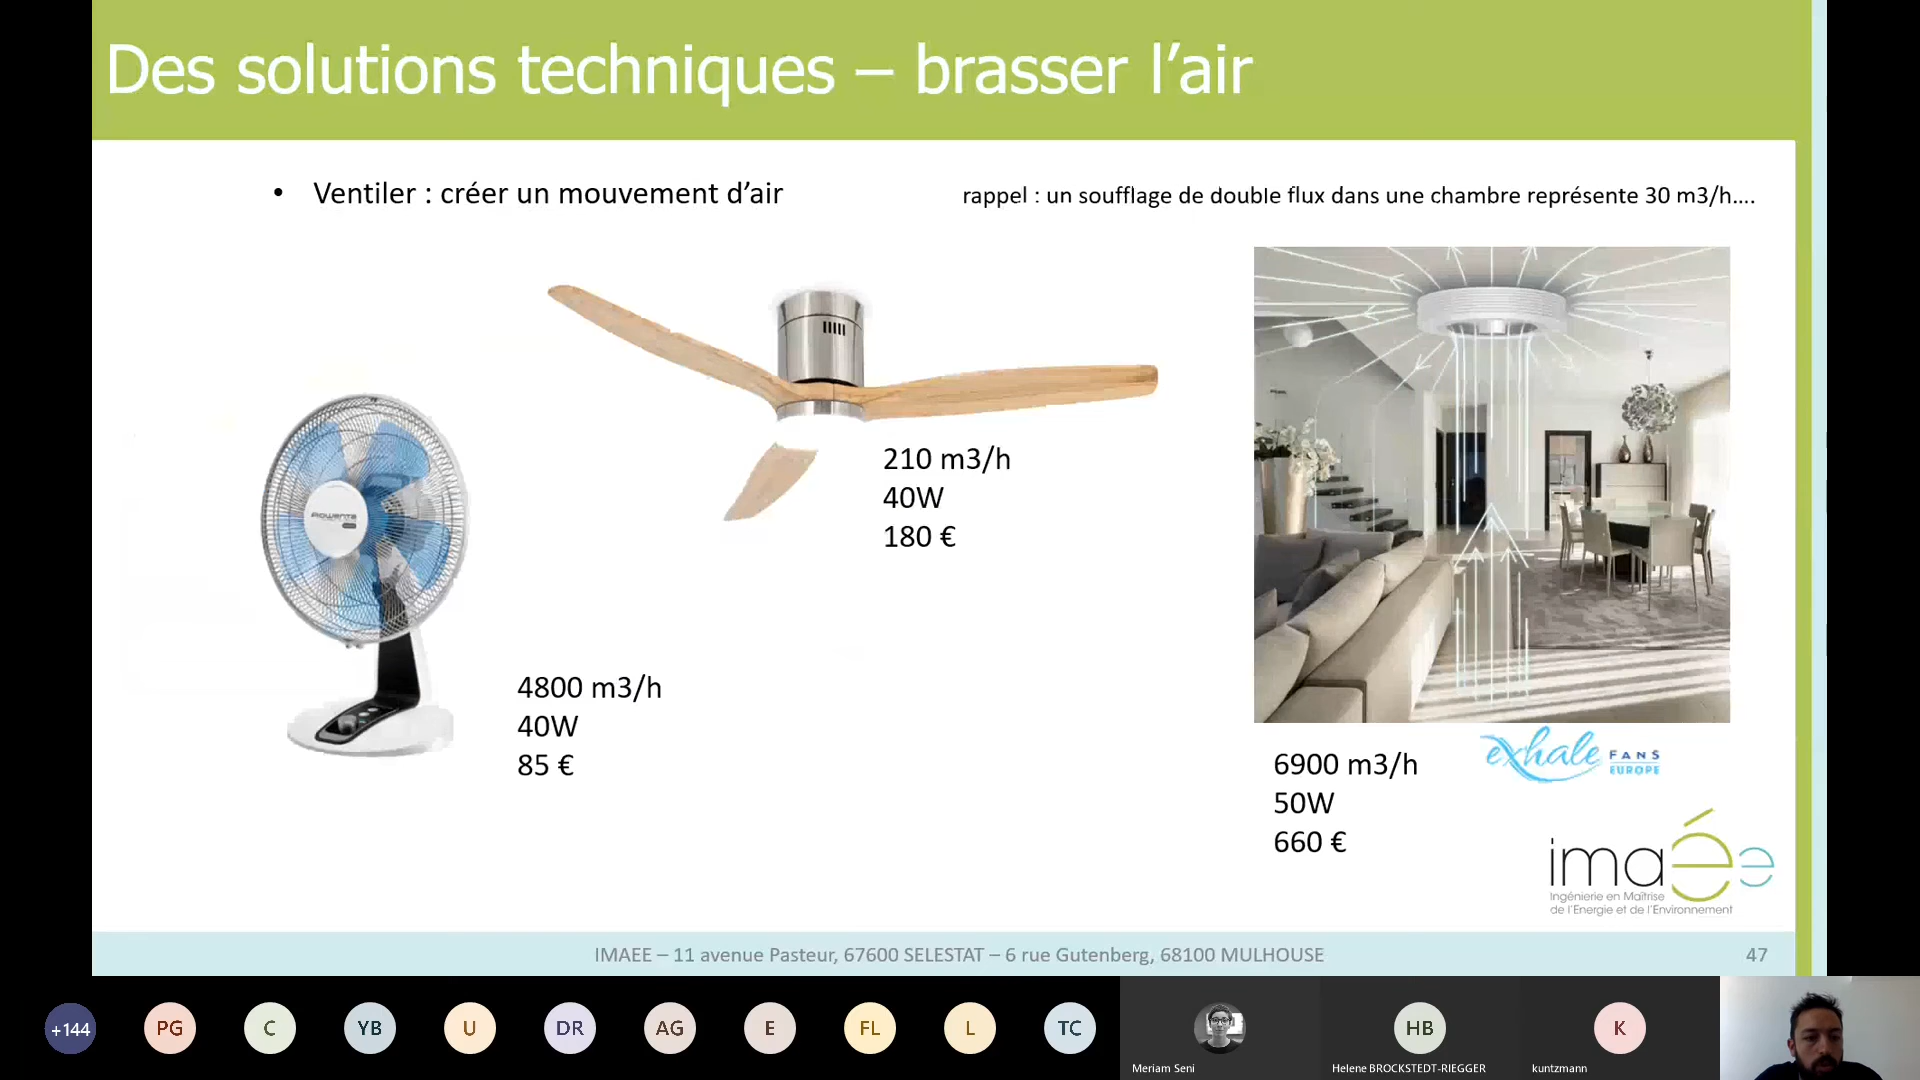 Des solutions techniques – brasser l’air
• Ventiler : créer un mouvement d’air
rappel : un soufflage de double flux dans une chambre représente 30 m3/h….
210 m3/h
40W
180 €
Rowenta
4800 m3/h
40W
85 €
exhale FANS EUROPE
6900 m3/h
50W
660 €
imaée
Ingénierie en Maîtrise
de l’Energie et de l’Environnement
IMAEE – 11 avenue Pasteur, 67600 SELESTAT – 6 rue Gutenberg, 68100 MULHOUSE
47
+144
PG
C
YB
U
DR
AG
E
FL
L
TC
HB
K
Meriam Seni
Helene BROCKSTEDT-RIEGGER
kuntzmann